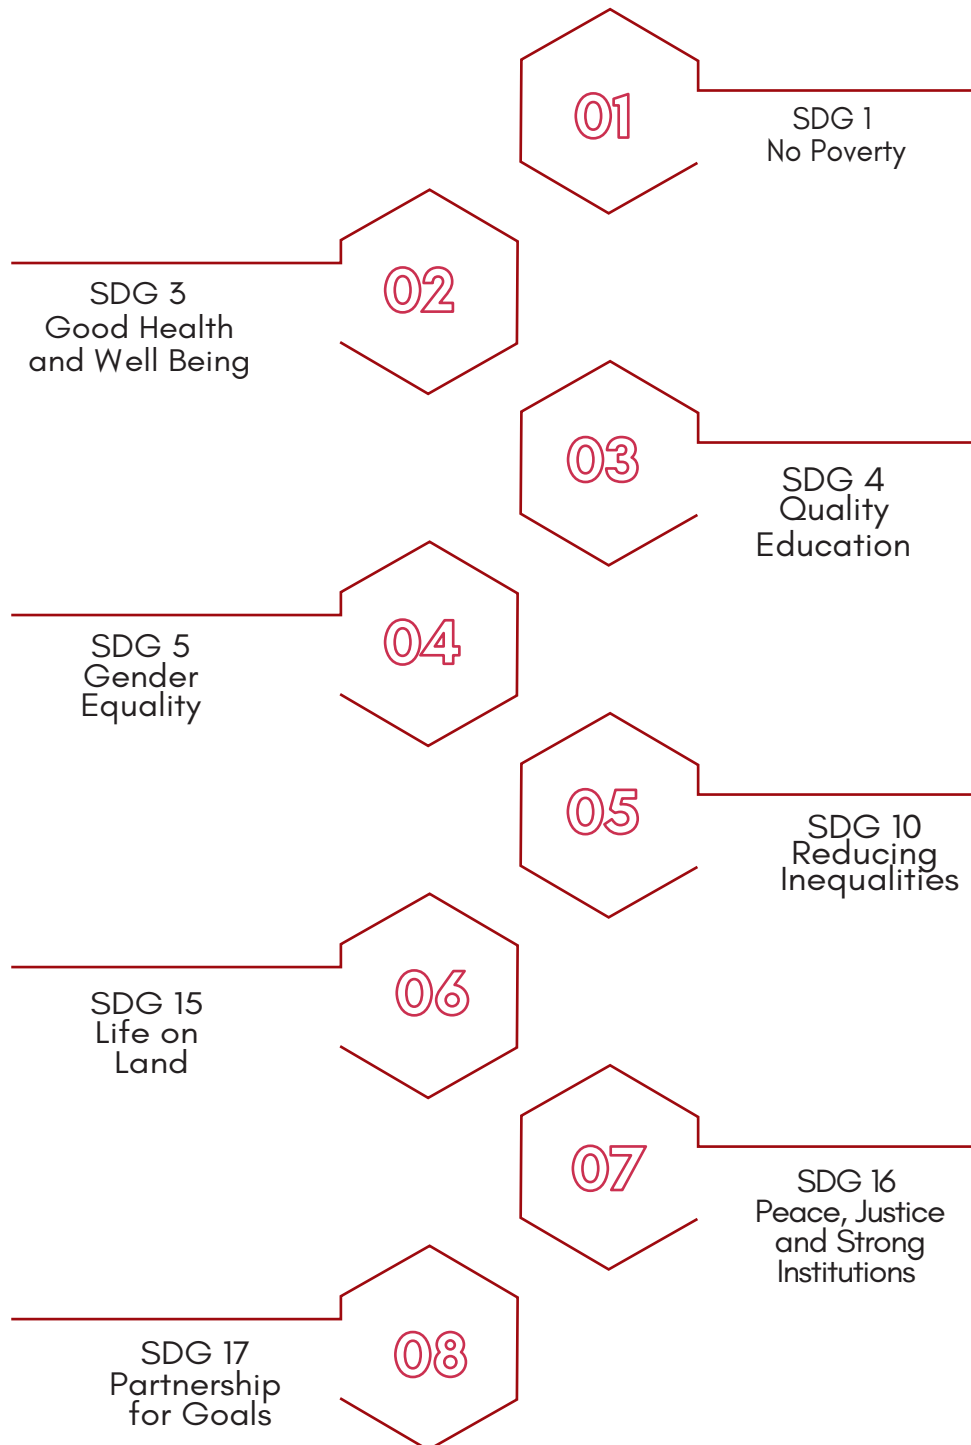 01
SDG 1
No Poverty
02
SDG 3
Good Health
and Well Being
03
SDG 4
Quality
Education
04
SDG 5
Gender
Equality
05
SDG 10
Reducing
Inequalities
06
SDG 15
Life on
Land
07
SDG 16
Peace, Justice
and Strong
Institutions
08
SDG 17
Partnership
for Goals